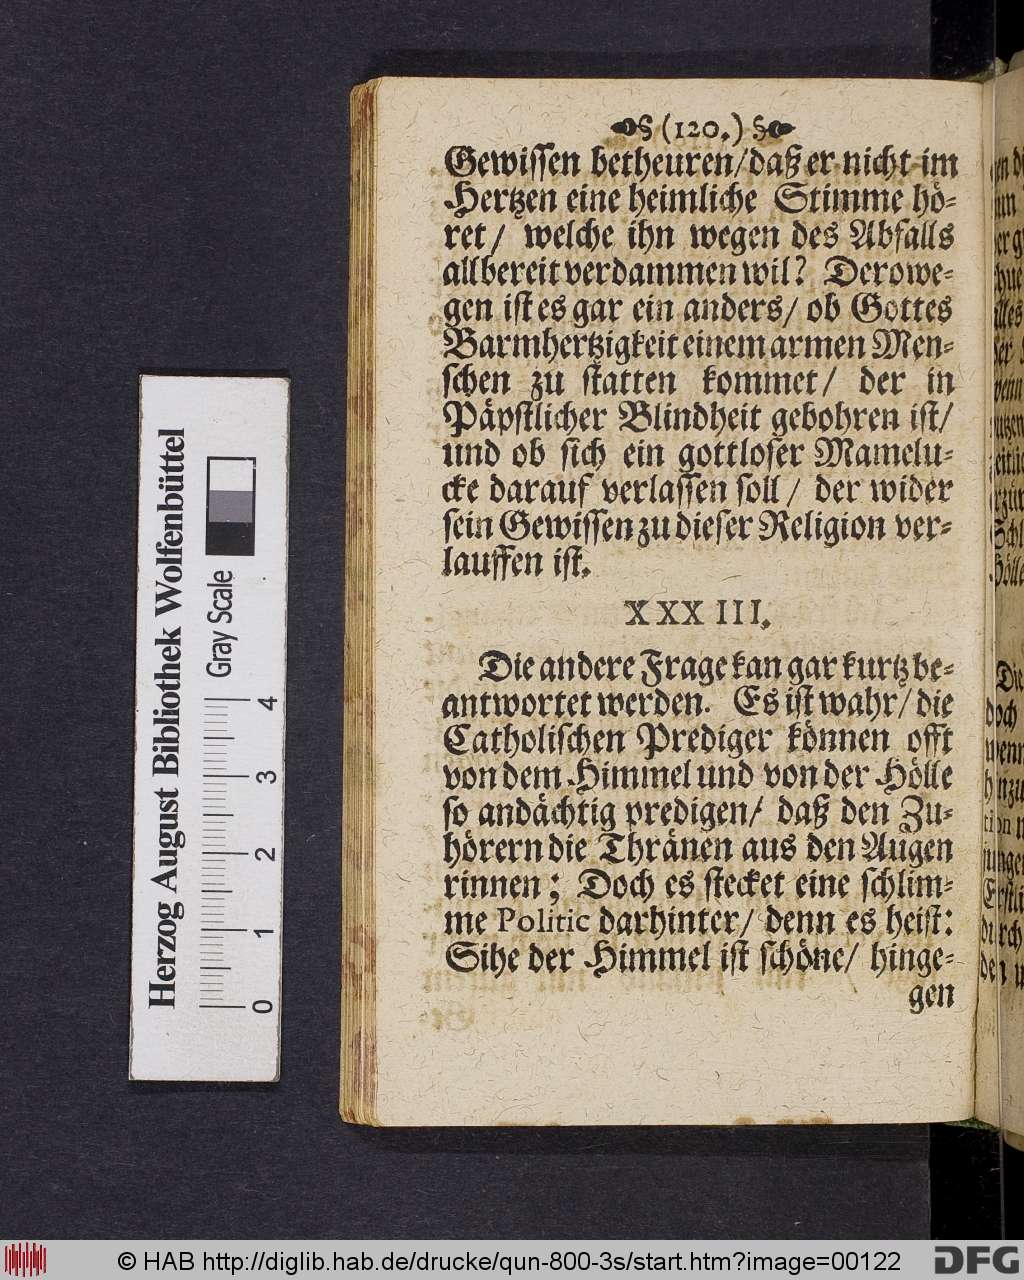 § (120.) §
Gewissen betheuren/daß er nicht im
Hertzen eine heimliche Stimme hö-
ret/ welche ihn wegen des Abfalls
allbereit verdammen wil? Derowe-
gen ist es gar ein anders/ ob Gottes
Barmhertzigkeit einem armen Men-
schen zu statten kommet/ der in
Päpstlicher Blindheit gebohren ist/
und ob sich ein gottloser Mamelu-
cke darauf verlassen soll/ der wider
sein Gewissen zu dieser Religion ver-
lauffen ist.
XXXIII.
Die andere Frage kan gar kurtz be-
antwortet werden. Es ist wahr/ die
Catholischen Prediger können offt
von dem Himmel und von der Hölle
so andächtig predigen/ daß den Zu-
hörern die Thränen aus den Augen
rinnen; Doch es stecket eine schlim-
me Politic darhinter/ denn es heist:
Sihe der Himmel ist schöne/ hinge-
gen
Herzog August Bibliothek Wolfenbüttel
Gray Scale
0 1 2 3 4
© HAB http://diglib.hab.de/drucke/qun-800-3s/start.htm?image=00122
DFG